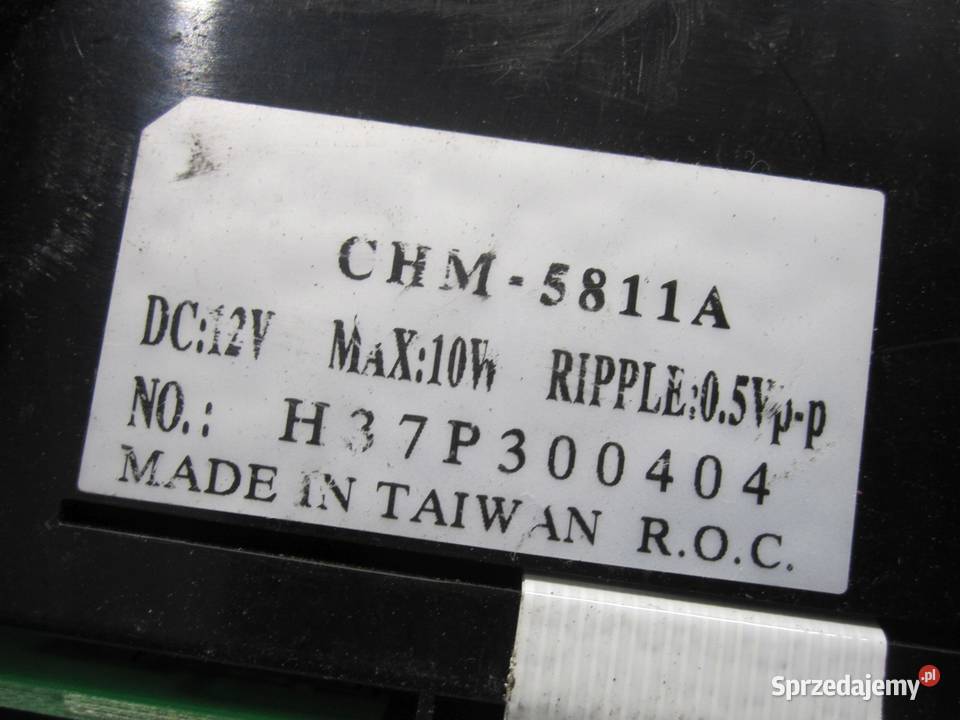 CHM-5811A
DC:12V MAX:10W RIPPLE:0.5Vp-p
NO.: H37P300404
MADE IN TAIWAN R.O.C.
Sprzedajemy.pl